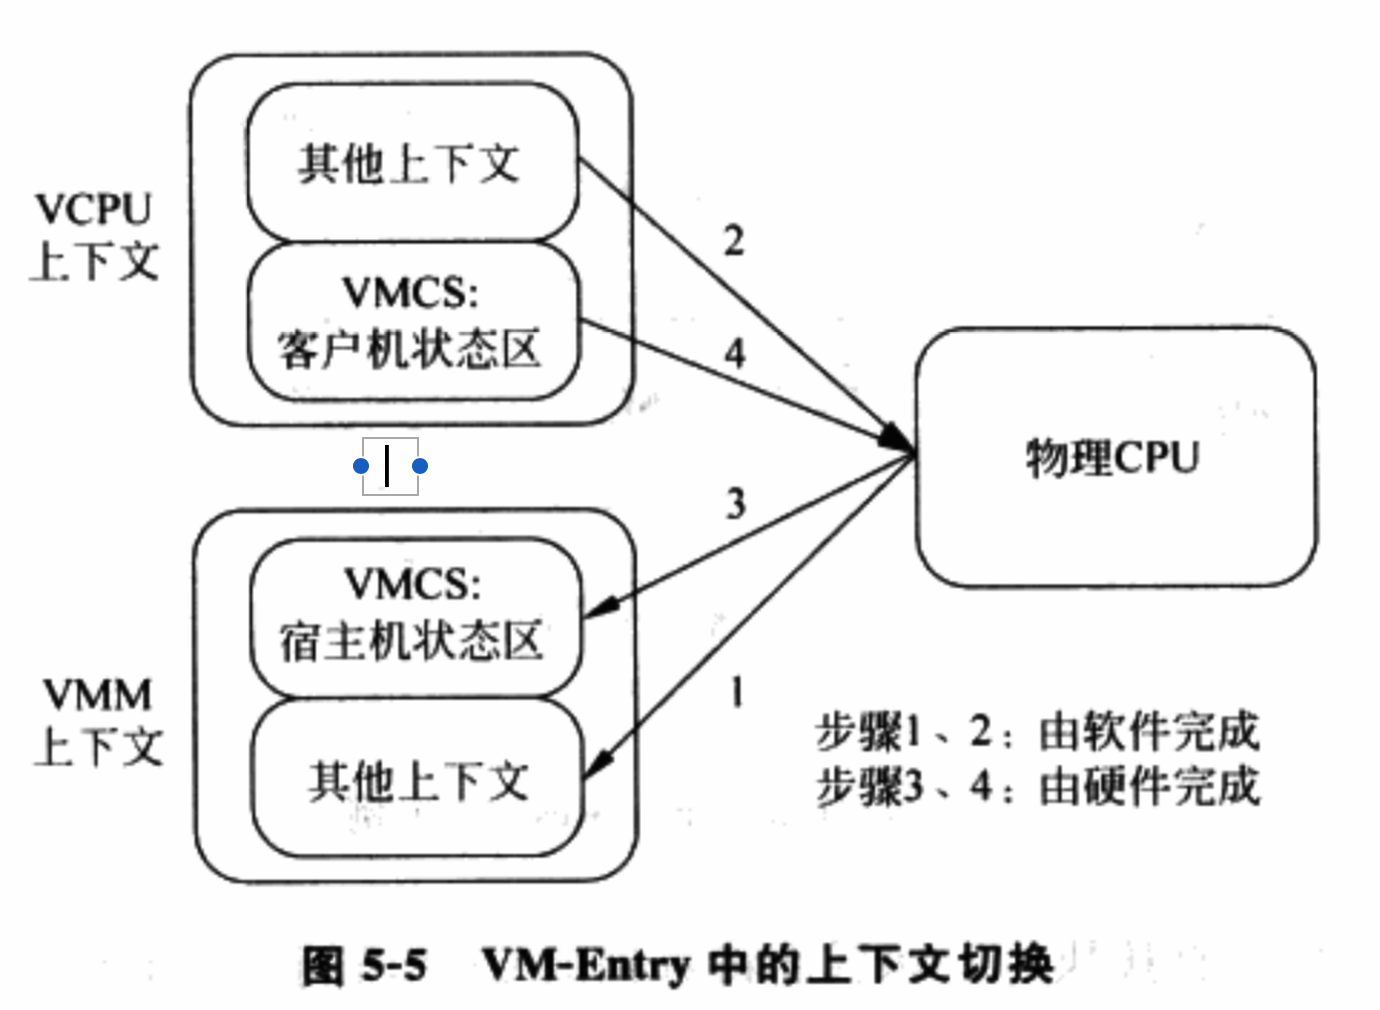 其他上下文
VCPU
上下文
VMCS:
客户机状态区
2
4
物理CPU
3
1
VMCS:
宿主机状态区
VMM
上下文
其他上下文
步骤1、2：由软件完成
步骤3、4：由硬件完成
图 5-5 VM-Entry 中的上下文切换